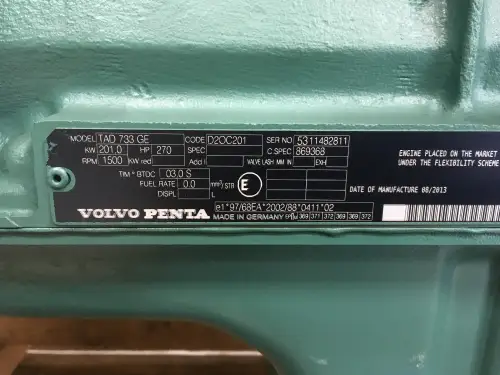 MODEL TAD 733 GE CODE D2OC201 SER NO 5311482811
KW 201,0 HP 270 SPEC C.SPEC 869368
RPM 1500 KW red Add I VALVE LASH MM IN EXH
TIM ° BTDC 03,0 S
FUEL RATE 0.0 mm³/STR E
DISPL L
VOLVO PENTA
e1*97/68EA*2002/88*0411*02
MADE IN GERMANY 369 371 372 369 369 372
ENGINE PLACED ON THE MARKET
UNDER THE FLEXIBILITY SCHEME
DATE OF MANUFACTURE 08/2013